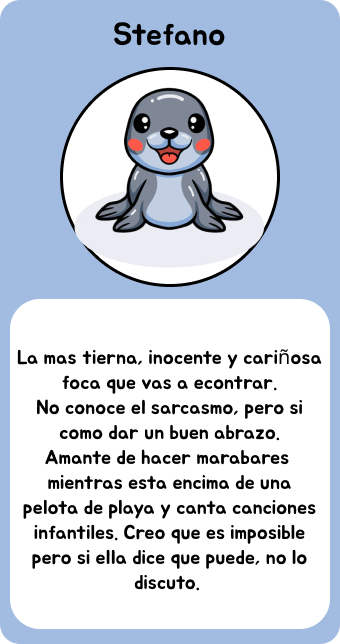 Stefano
La mas tierna, inocente y cariñosa
foca que vas a econtrar.
No conoce el sarcasmo, pero si
como dar un buen abrazo.
Amante de hacer marabares
mientras esta encima de una
pelota de playa y canta canciones
infantiles. Creo que es imposible
pero si ella dice que puede, no lo
discuto.